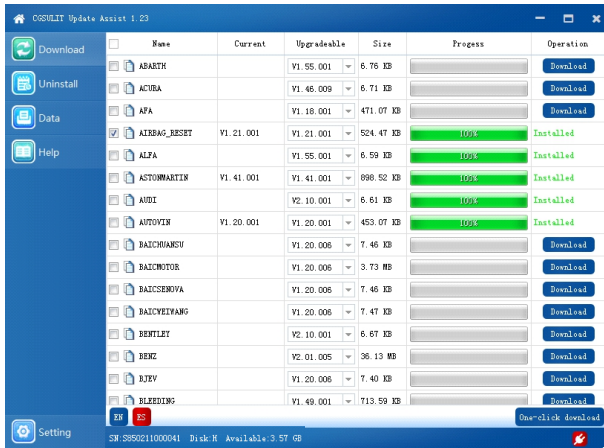 CGSULIT Update Assist 1.23
Download
Uninstall
Data
Help
Setting
Name Current Upgradeable Size Progess Operation
ABARTH V1.55.001 6.76 KB Download
ACURA V1.46.009 6.71 KB Download
AFA V1.18.001 471.07 KB Download
AIRBAG_RESET V1.21.001 V1.21.001 524.47 KB 100% Installed
ALFA V1.55.001 6.59 KB 100% Installed
ASTONMARTIN V1.41.001 V1.41.001 898.52 KB 100% Installed
AUDI V2.10.001 6.61 KB 100% Installed
AUTOVIN V1.20.001 V1.20.001 453.07 KB 100% Installed
BAICHUANSU V1.20.006 7.46 KB Download
BAICMOTOR V1.20.006 3.73 MB Download
BAICSENOVA V1.20.006 7.46 KB Download
BAICWEIWANG V1.20.006 7.47 KB Download
BENTLEY V2.10.001 6.67 KB Download
BENZ V2.01.005 36.13 MB Download
BJEV V1.20.006 7.40 KB Download
BLEEDING V1.49.001 713.59 KB Download
EN ES One-click download
SN:S850211000041 Disk:H Available:3.57 GB